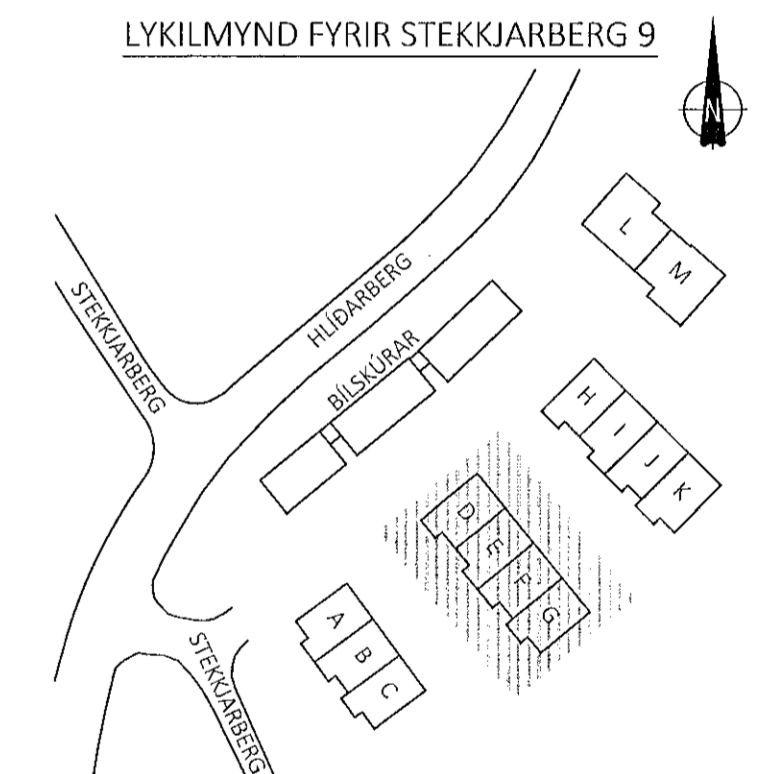 LYKILMYND FYRIR STEKKJARBERG 9
N
L
M
STEKKJARBERG
HLÍÐARBERG
BÍLSKÚRAR
H
I
J
K
D
E
F
G
A
B
C
STEKKJARBERG